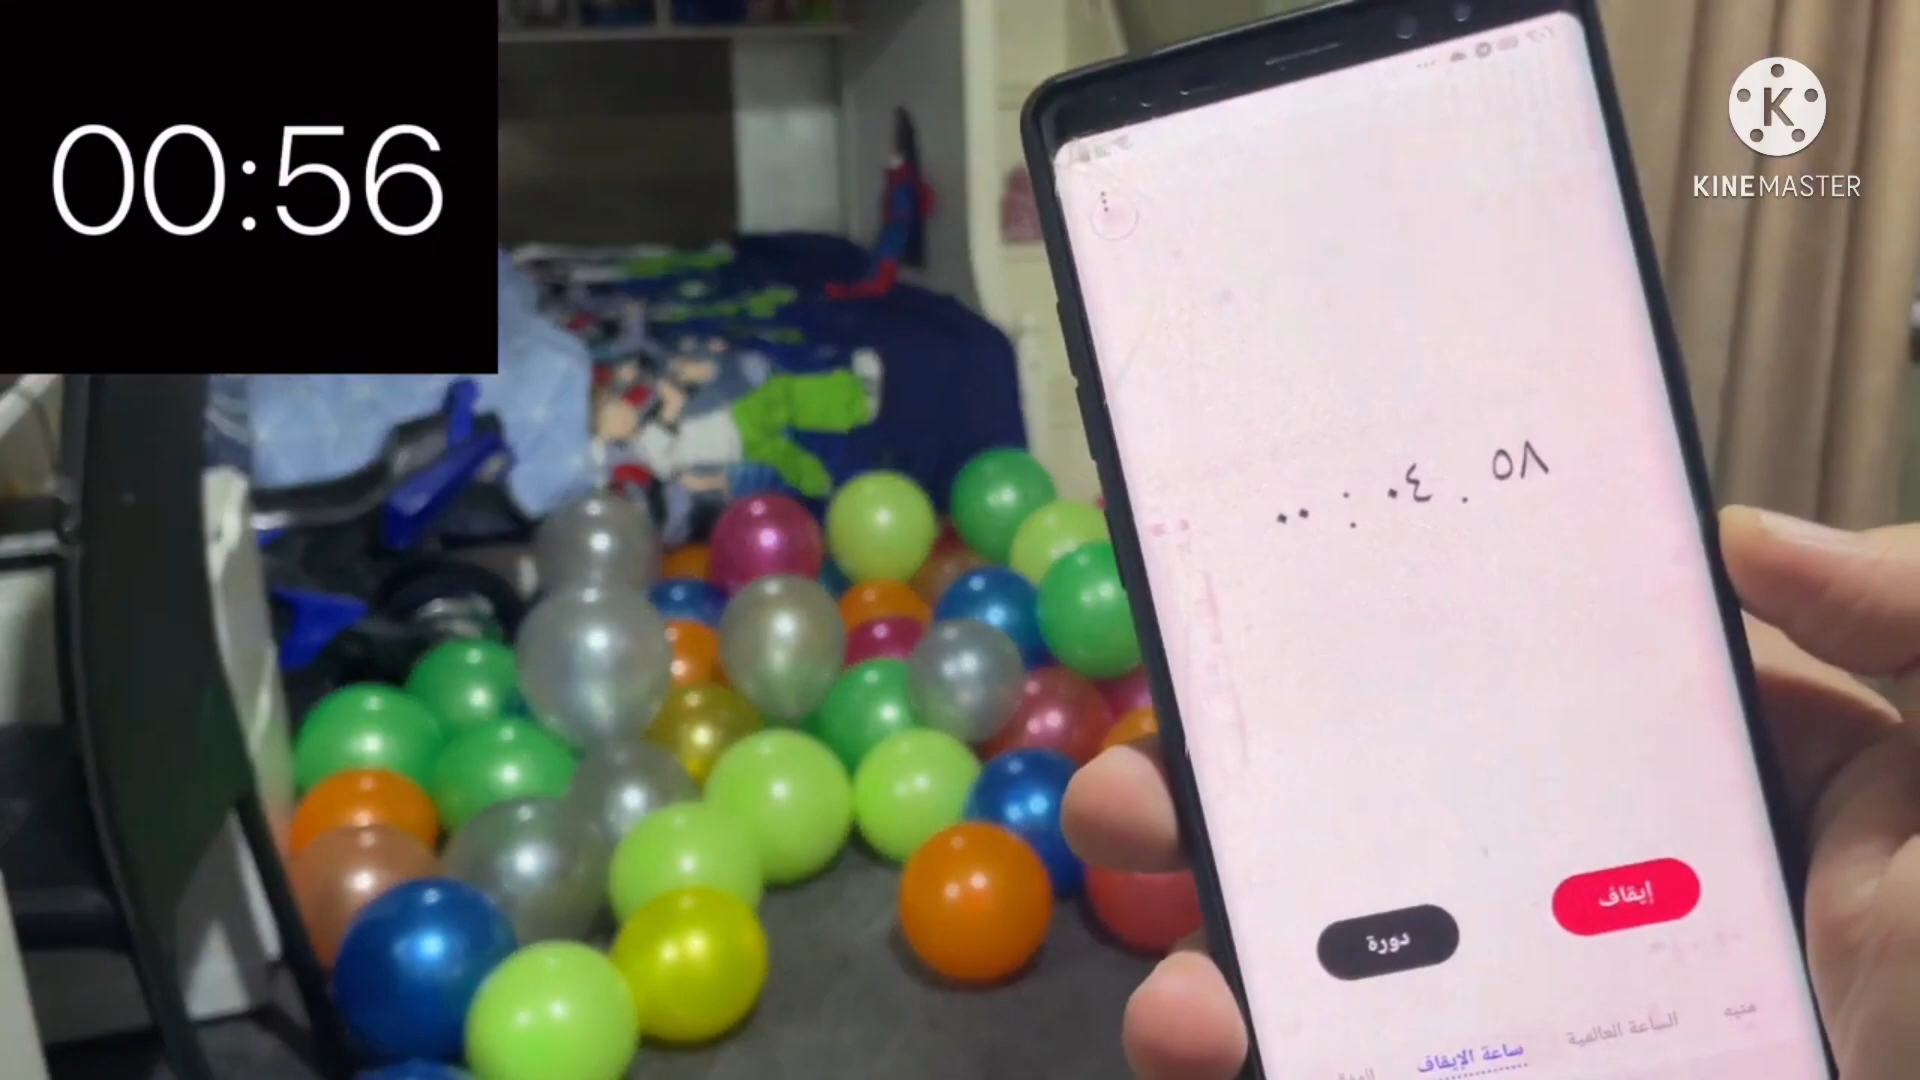 00:56
KINEMASTER
٠٠ : ٠٤ . ٥٨
إيقاف
دورة
منبه
الساعة العالمية
ساعة الإيقاف